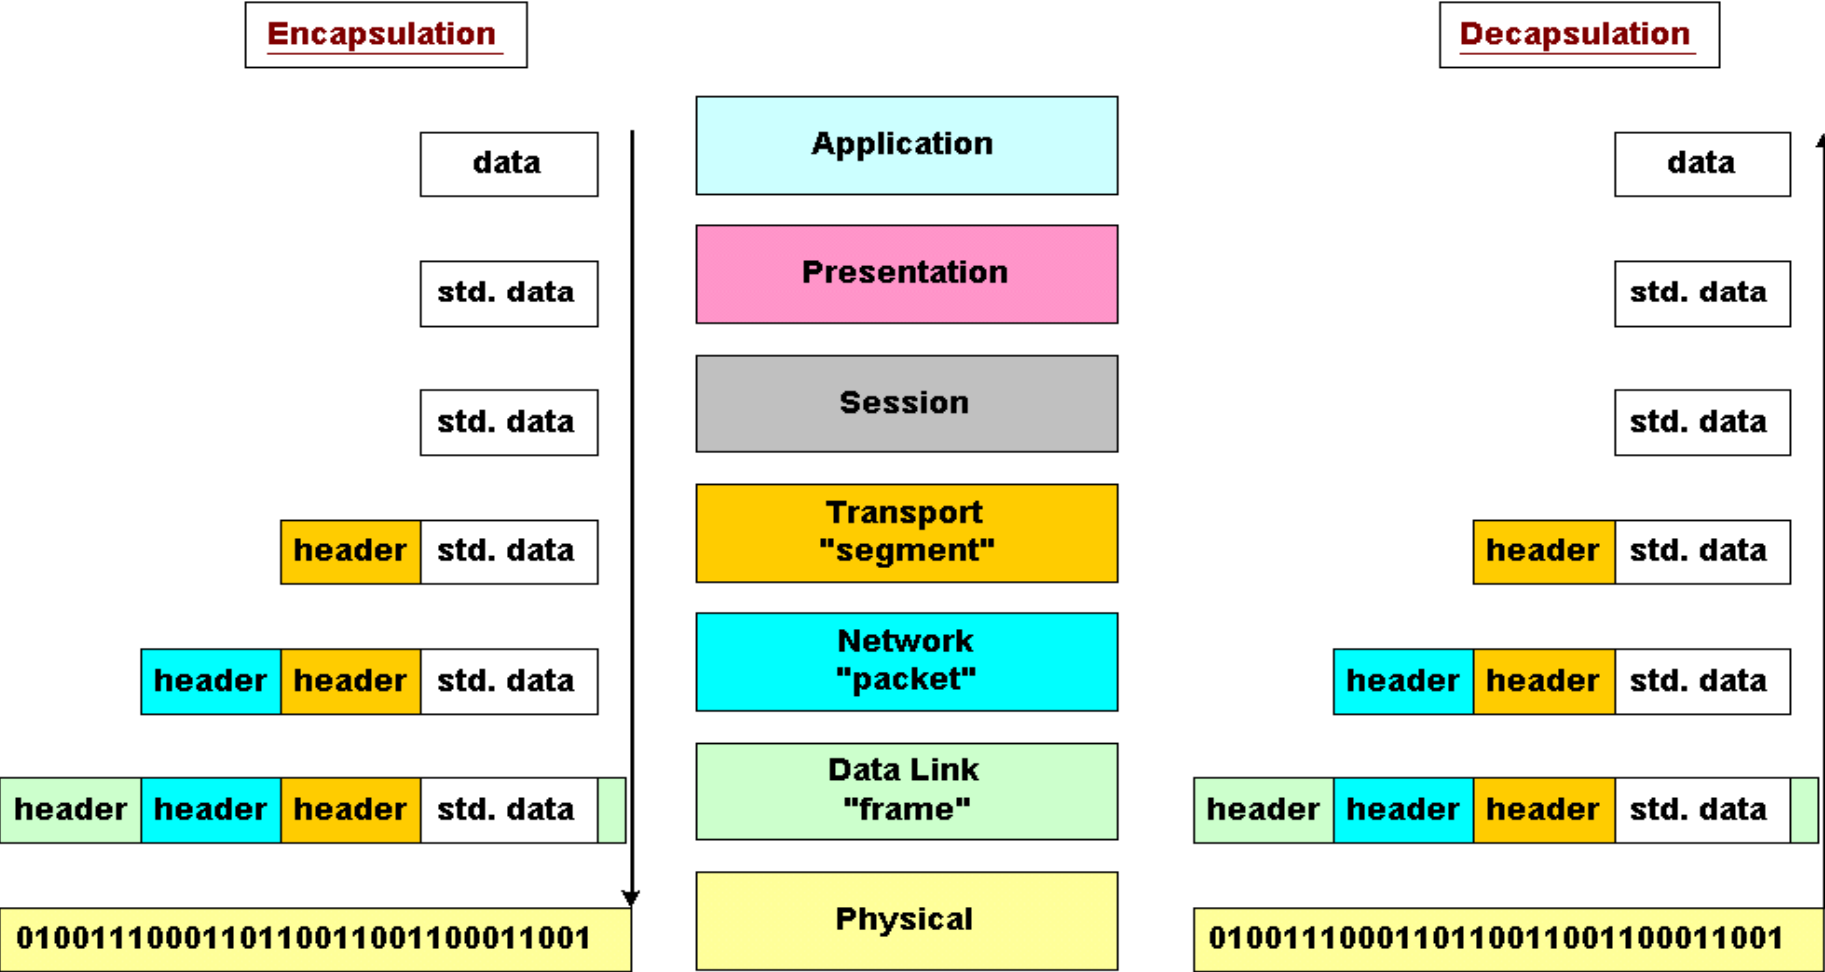 Encapsulation
Decapsulation
data
Application
data
std. data
Presentation
std. data
std. data
Session
std. data
header std. data
Transport
"segment"
header std. data
header header std. data
Network
"packet"
header header std. data
header header header std. data
Data Link
"frame"
header header header std. data
0100111000110110011001100011001
Physical
0100111000110110011001100011001